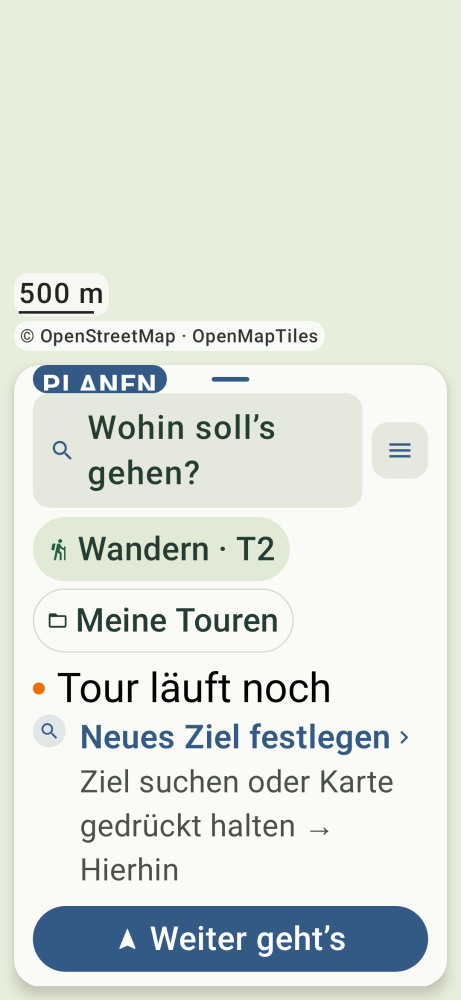 500 m
© OpenStreetMap · OpenMapTiles
PLANEN
Wohin soll’s
gehen?
Wandern · T2
Meine Touren
Tour läuft noch
Neues Ziel festlegen ›
Ziel suchen oder Karte
gedrückt halten →
Hierhin
Weiter geht’s